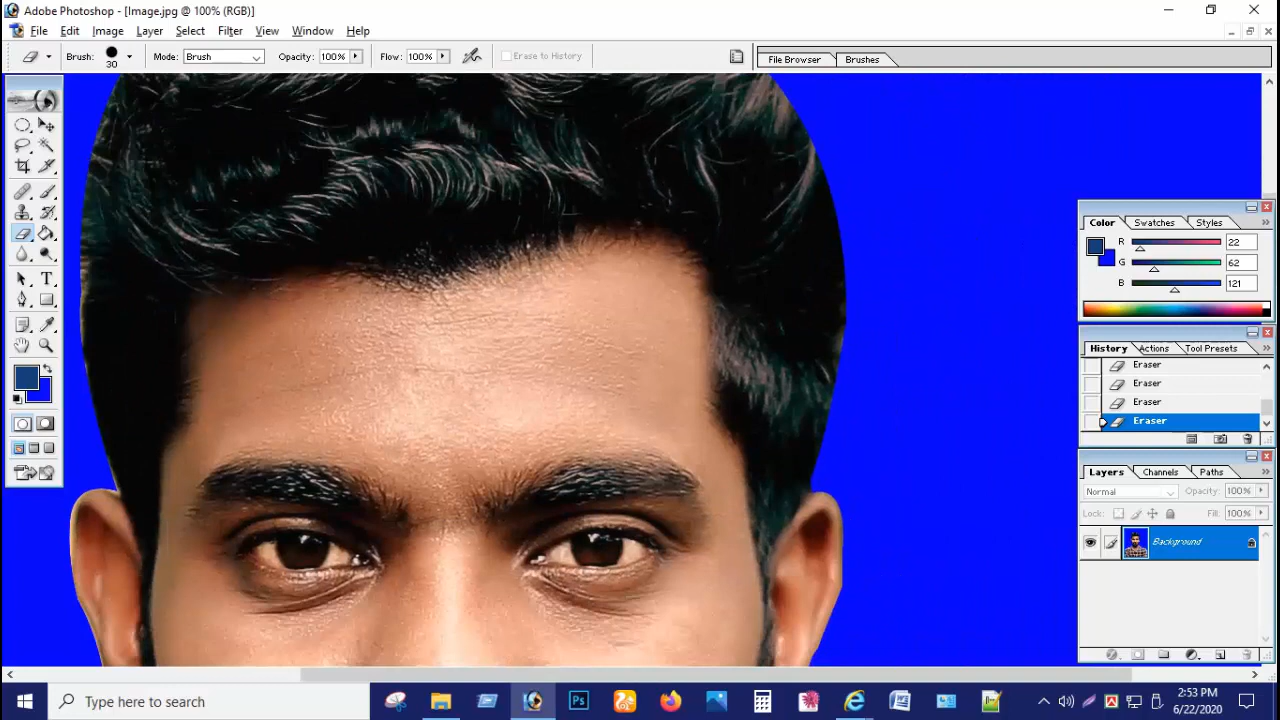 Adobe Photoshop - [Image.jpg @ 100% (RGB)]
File Edit Image Layer Select Filter View Window Help
Brush: 30 Mode: Brush Opacity: 100% Flow: 100% Erase to History File Browser Brushes
Color Swatches Styles
R 22
G 62
B 121
History Actions Tool Presets
Eraser
Eraser
Eraser
Eraser
Layers Channels Paths
Normal Opacity: 100%
Lock: Fill: 100%
Background
Type here to search
2:53 PM
6/22/2020